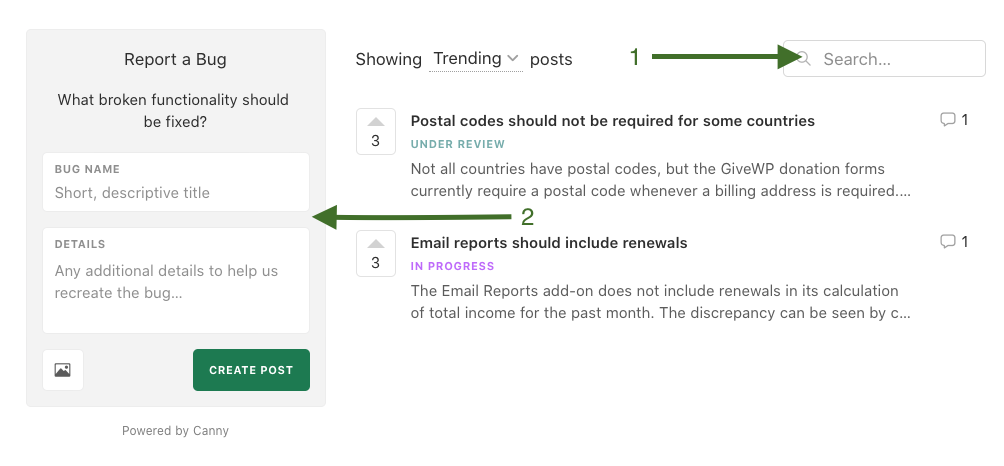 Report a Bug
What broken functionality should
be fixed?
BUG NAME
Short, descriptive title
DETAILS
Any additional details to help us
recreate the bug...
CREATE POST
Powered by Canny
Showing Trending posts
1
Search...
3
Postal codes should not be required for some countries
1
UNDER REVIEW
Not all countries have postal codes, but the GiveWP donation forms
currently require a postal code whenever a billing address is required....
2
3
Email reports should include renewals
1
IN PROGRESS
The Email Reports add-on does not include renewals in its calculation
of total income for the past month. The discrepancy can be seen by c...